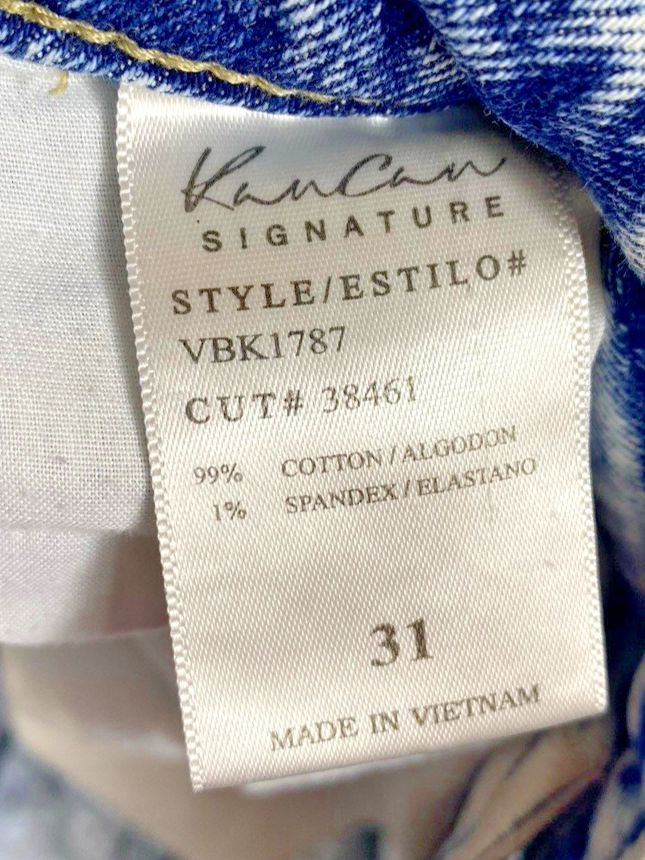 KanCan
SIGNATURE
STYLE/ESTILO#
VBK1787
CUT# 38461
99% COTTON/ALGODON
1% SPANDEX/ELASTANO
31
MADE IN VIETNAM